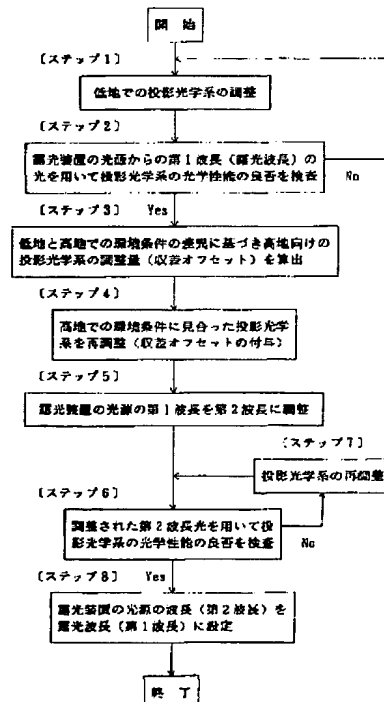 開 始
〔ステップ1〕
低地での投影光学系の調整
〔ステップ2〕
露光装置の光源からの第1波長(露光波長)の
光を用いて投影光学系の光学性能の良否を検査
No
〔ステップ3〕 Yes
低地と高地での環境条件の差異に基づき高地向けの
投影光学系の調整量(収差オフセット)を算出
〔ステップ4〕
高地での環境条件に見合った投影光学
系を再調整(収差オフセットの付与)
〔ステップ5〕
露光装置の光源の第1波長を第2波長に調整
〔ステップ7〕
投影光学系の再調整
〔ステップ6〕
調整された第2波長光を用いて投
影光学系の光学性能の良否を検査
No
〔ステップ8〕 Yes
露光装置の光源の波長(第2波長)を
露光波長(第1波長)に設定
終 了